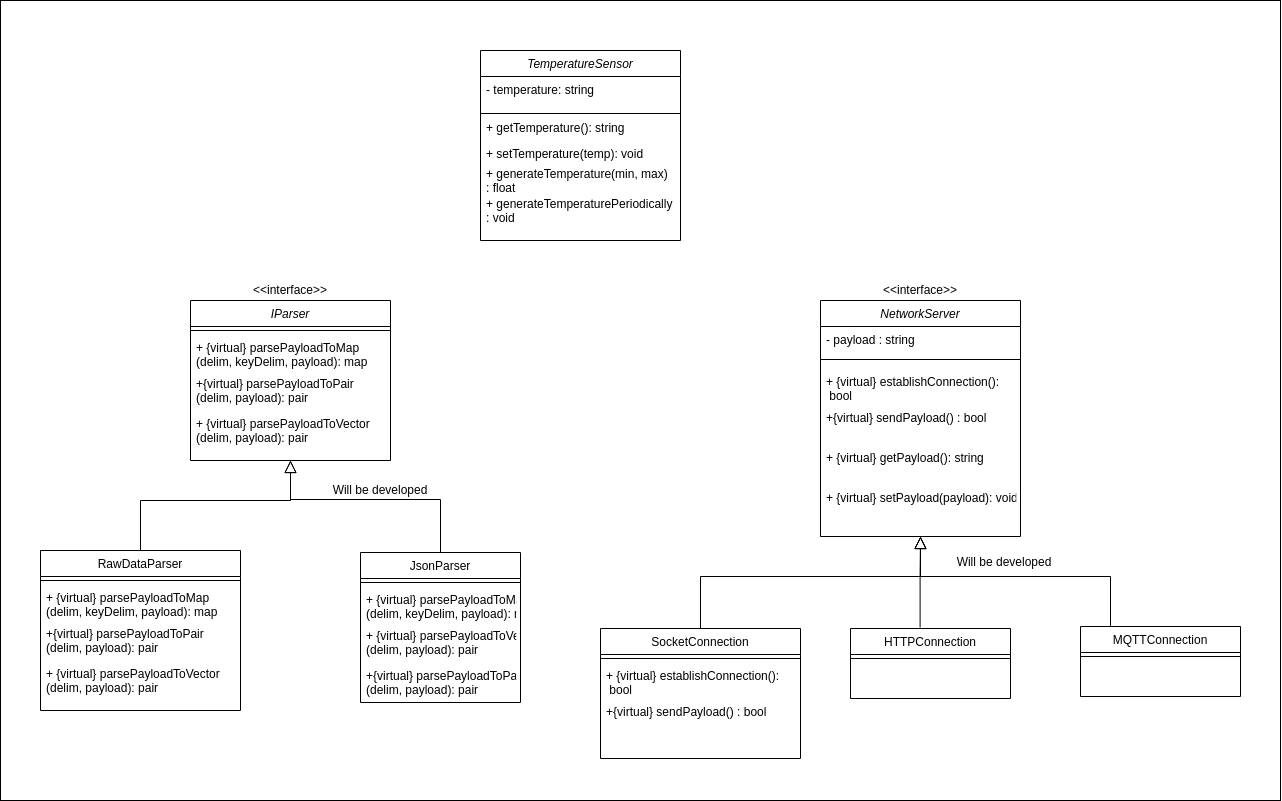 TemperatureSensor
- temperature: string
+ getTemperature(): string
+ setTemperature(temp): void
+ generateTemperature(min, max)
: float
+ generateTemperaturePeriodically
: void
<<interface>>
IParser
+ {virtual} parsePayloadToMap
(delim, keyDelim, payload): map
+{virtual} parsePayloadToPair
(delim, payload): pair
+ {virtual} parsePayloadToVector
(delim, payload): pair
Will be developed
<<interface>>
NetworkServer
- payload : string
+ {virtual} establishConnection():
bool
+{virtual} sendPayload() : bool
+ {virtual} getPayload(): string
+ {virtual} setPayload(payload): void
Will be developed
RawDataParser
+ {virtual} parsePayloadToMap
(delim, keyDelim, payload): map
+{virtual} parsePayloadToPair
(delim, payload): pair
+ {virtual} parsePayloadToVector
(delim, payload): pair
JsonParser
+ {virtual} parsePayloadToM
(delim, keyDelim, payload):
+ {virtual} parsePayloadToVe
(delim, payload): pair
+{virtual} parsePayloadToPa
(delim, payload): pair
SocketConnection
+ {virtual} establishConnection():
bool
+{virtual} sendPayload() : bool
HTTPConnection
MQTTConnection